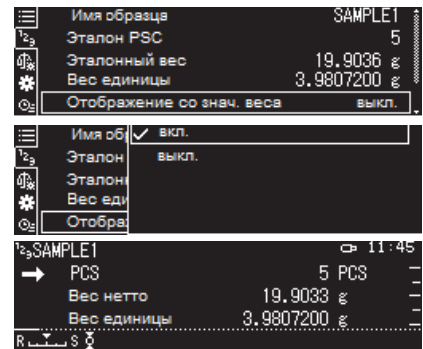 Имя образца SAMPLE1
Эталон PSC 5
Эталонный вес 19.9036 g
Вес единицы 3.9807200 g
Отображение со знач. веса выкл.
Имя обр ✓ вкл.
Эталон выкл.
Эталонн
Вес еди
Отобра
123SAMPLE1 11:45
→ PCS 5 PCS
Вес нетто 19.9033 g
Вес единицы 3.9807200 g
R S